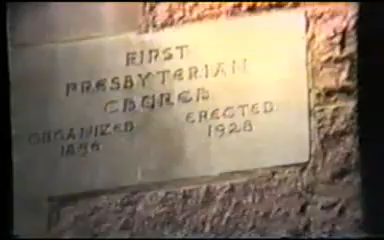 FIRST
PRESBYTERIAN
CHURCH
ORGANIZED ERECTED
1856 1928